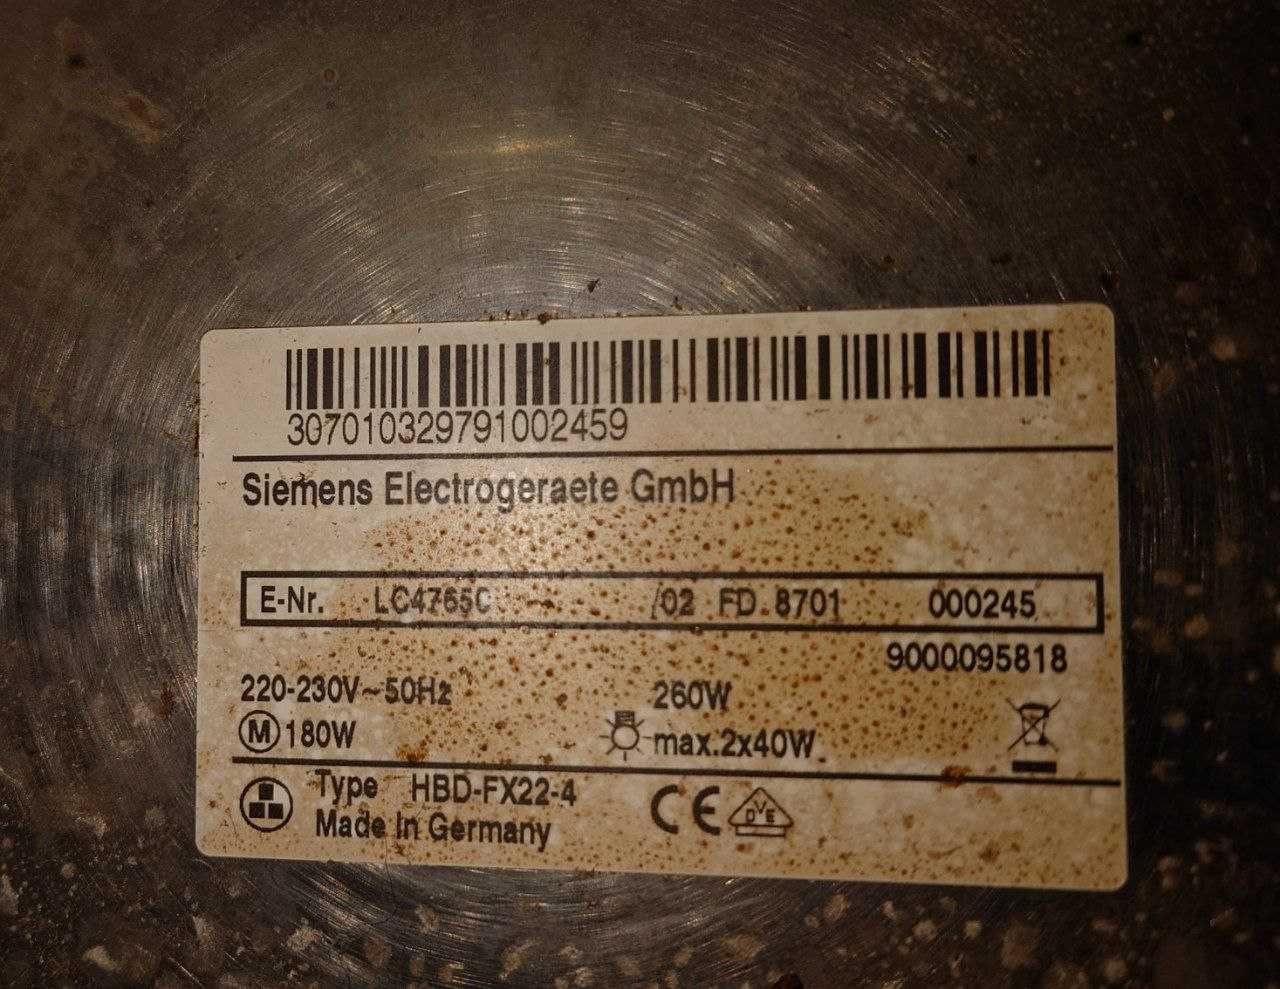 307010329791002459
Siemens Electrogeraete GmbH
E-Nr. LC4765C /02 FD 8701 000245
9000095818
220-230V~50Hz 260W
M 180W max.2x40W
Type HBD-FX22-4
Made in Germany CE DVE